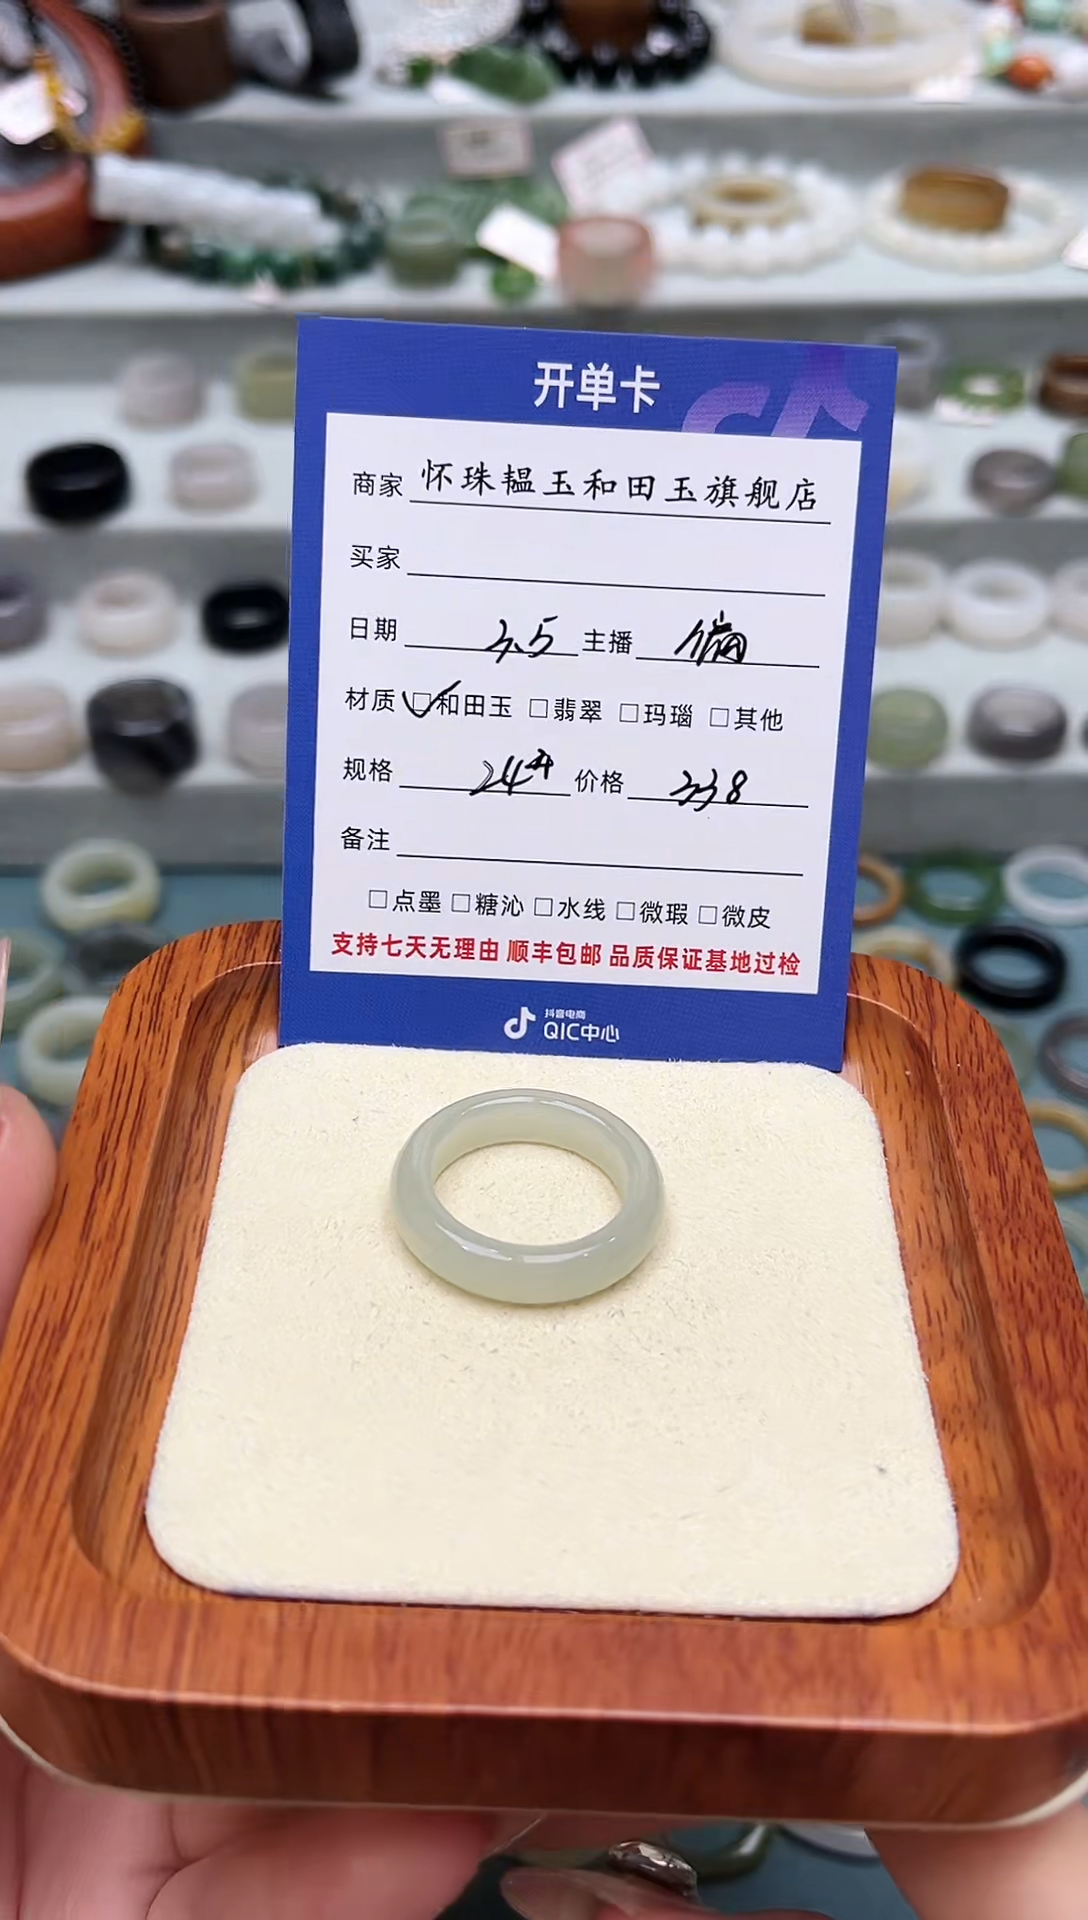 开单卡
商家 怀珠韫玉和田玉旗舰店
买家
日期 3.5 主播
材质 ☑和田玉 □翡翠 □玛瑙 □其他
规格 24 价格 338
备注
□点墨 □糖沁 □水线 □微瑕 □微皮
支持七天无理由 顺丰包邮 品质保证基地过检
抖音电商
QIC中心